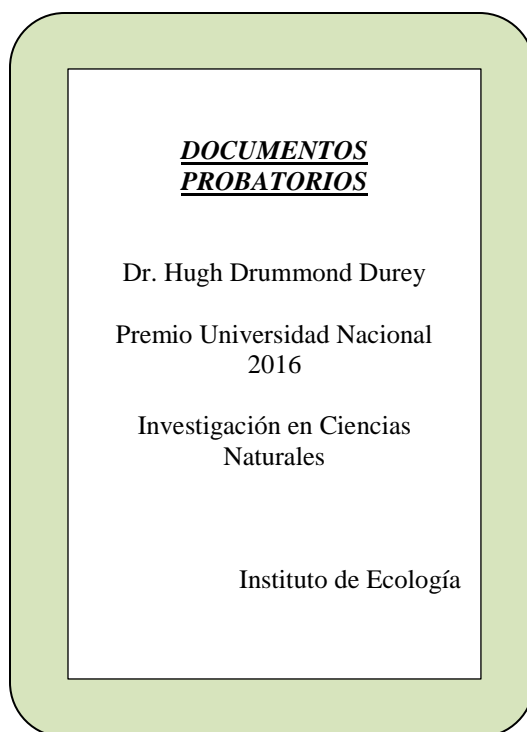 DOCUMENTOS
PROBATORIOS
Dr. Hugh Drummond Durey
Premio Universidad Nacional
2016
Investigación en Ciencias
Naturales
Instituto de Ecología